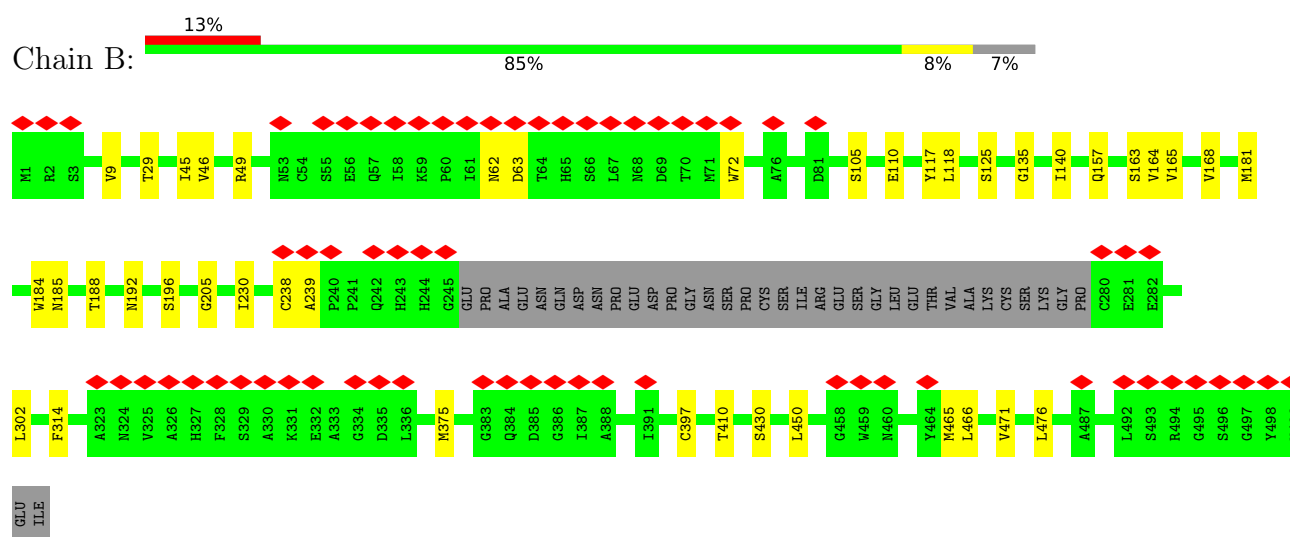 13%
Chain B:
85% 8% 7%
M1 R2 S3 V9 T29 I45 V46 R49 N53 C54 S55 E56 Q57 I58 K59 P60 I61 N62 D63 T64 H65 S66 L67 N68 D69 T70 M71 W72 A76 D81 S105 E110 Y117 L118 S125 G135 I140 Q157 S163 V164 V165 V168 M181
W184 N185 T188 N192 S196 G205 I230 C238 A239 P240 P241 Q242 H243 H244 G245 GLU PRO ALA GLU ASN GLN ASP ASN PRO GLU ASP PRO GLY ASN SER PRO CYS SER ILE ARG GLU SER GLY LEU GLU THR VAL ALA LYS CYS SER LYS GLY PRO C280 E281 E282
L302 F314 A323 N324 V325 A326 H327 F328 S329 A330 K331 E332 A333 G334 D335 L336 M375 G383 Q384 D385 G386 I387 A388 I391 C397 T410 S430 L450 G458 W459 N460 Y464 M465 L466 V471 L476 A487 L492 S493 R494 G495 S496 G497 Y498
GLU ILE